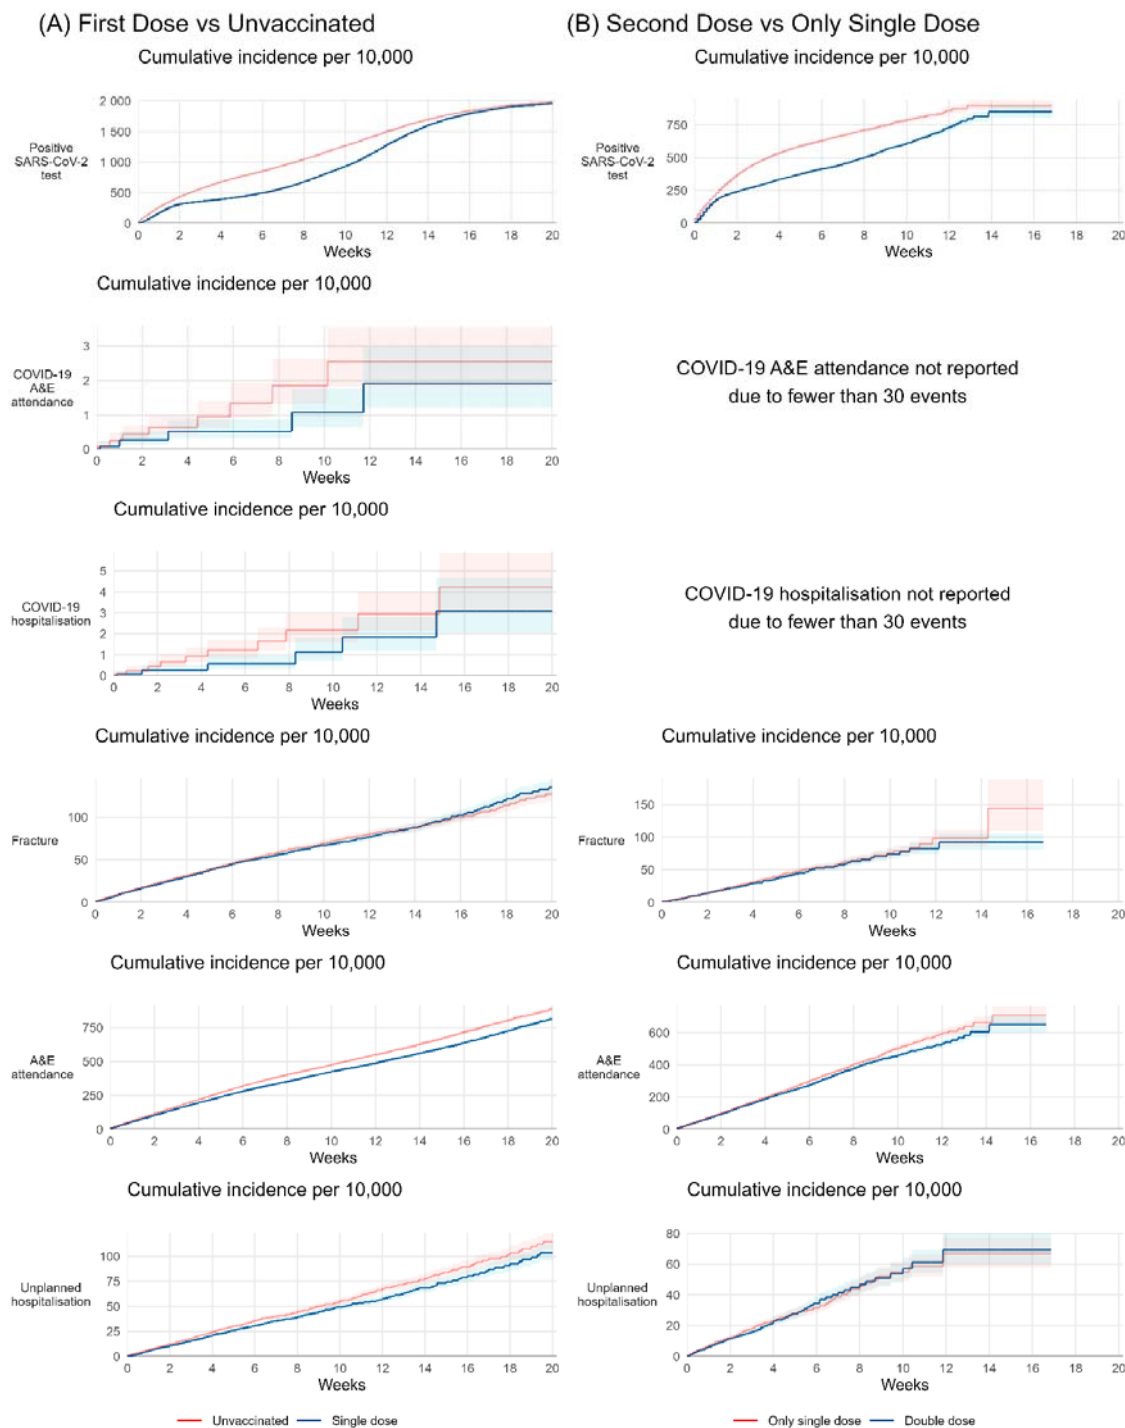 (A) First Dose vs Unvaccinated
(B) Second Dose vs Only Single Dose
Cumulative incidence per 10,000
Positive
SARS-CoV-2
test
2 000
1 500
1 000
500
0
0 2 4 6 8 10 12 14 16 18 20
Weeks
Cumulative incidence per 10,000
Positive
SARS-CoV-2
test
750
500
250
0
0 2 4 6 8 10 12 14 16 18 20
Weeks
Cumulative incidence per 10,000
COVID-19
A&E
attendance
3
2
1
0
0 2 4 6 8 10 12 14 16 18 20
Weeks
COVID-19 A&E attendance not reported
due to fewer than 30 events
Cumulative incidence per 10,000
COVID-19
hospitalisation
5
4
3
2
1
0
0 2 4 6 8 10 12 14 16 18 20
Weeks
COVID-19 hospitalisation not reported
due to fewer than 30 events
Cumulative incidence per 10,000
Fracture
100
50
0
0 2 4 6 8 10 12 14 16 18 20
Weeks
Cumulative incidence per 10,000
Fracture
150
100
50
0
0 2 4 6 8 10 12 14 16 18 20
Weeks
Cumulative incidence per 10,000
A&E
attendance
750
500
250
0
0 2 4 6 8 10 12 14 16 18 20
Weeks
Cumulative incidence per 10,000
A&E
attendance
600
400
200
0
0 2 4 6 8 10 12 14 16 18 20
Weeks
Cumulative incidence per 10,000
Unplanned
hospitalisation
100
75
50
25
0
0 2 4 6 8 10 12 14 16 18 20
Weeks
Unvaccinated Single dose
Cumulative incidence per 10,000
Unplanned
hospitalisation
80
60
40
20
0
0 2 4 6 8 10 12 14 16 18 20
Weeks
Only single dose Double dose